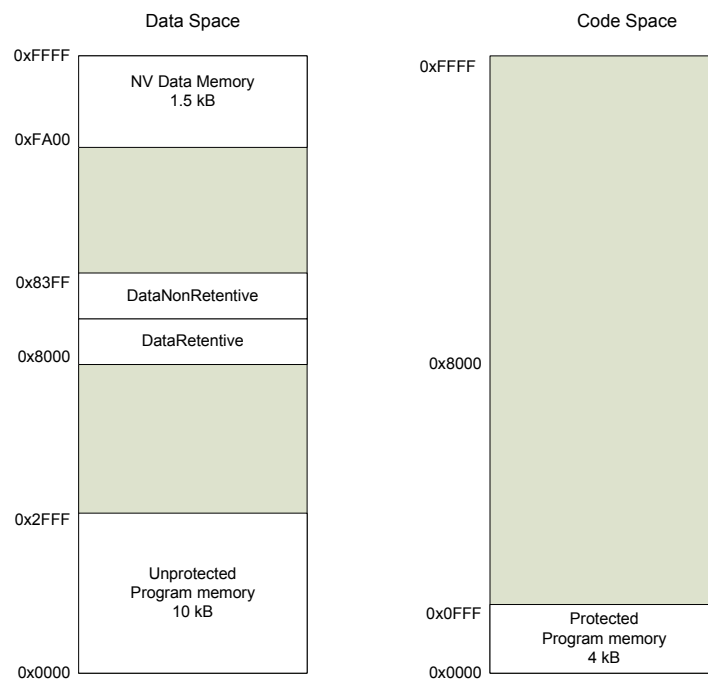 Data Space
0xFFFF
NV Data Memory
1.5 kB
0xFA00
0x83FF
DataNonRetentive
DataRetentive
0x8000
0x2FFF
Unprotected
Program memory
10 kB
0x0000
Code Space
0xFFFF
0x8000
0x0FFF
Protected
Program memory
4 kB
0x0000